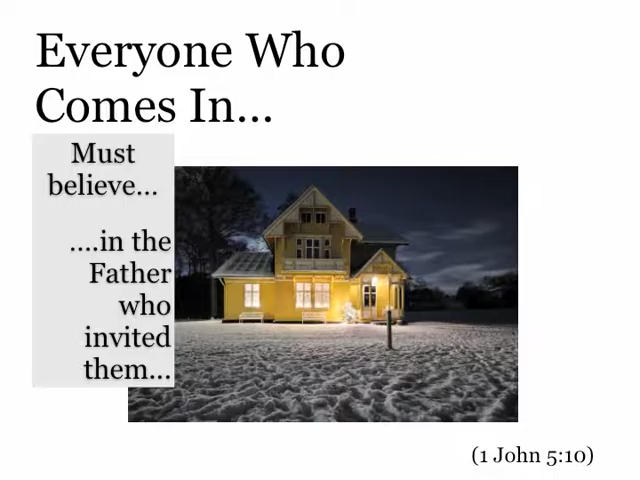 Everyone Who
Comes In...
Must
believe...
....in the
Father
who
invited
them...
(1 John 5:10)